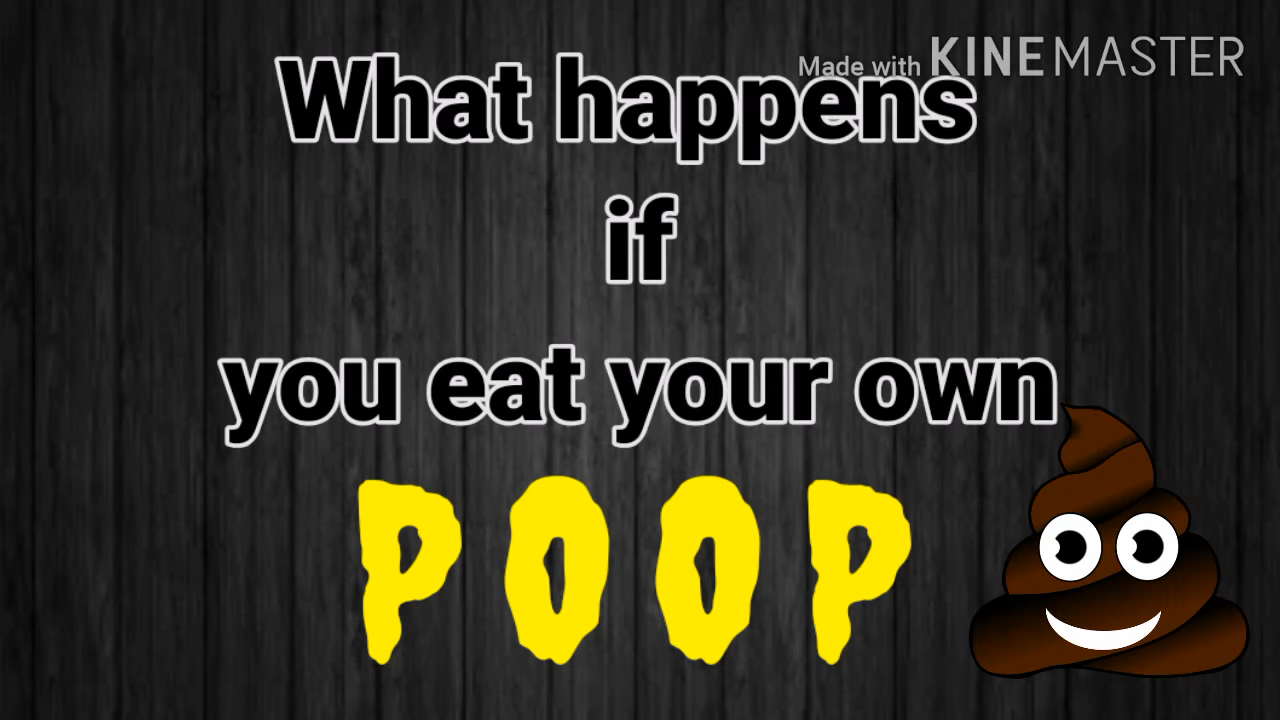 Made with KINEMASTER
What happens
if
you eat your own
POOP